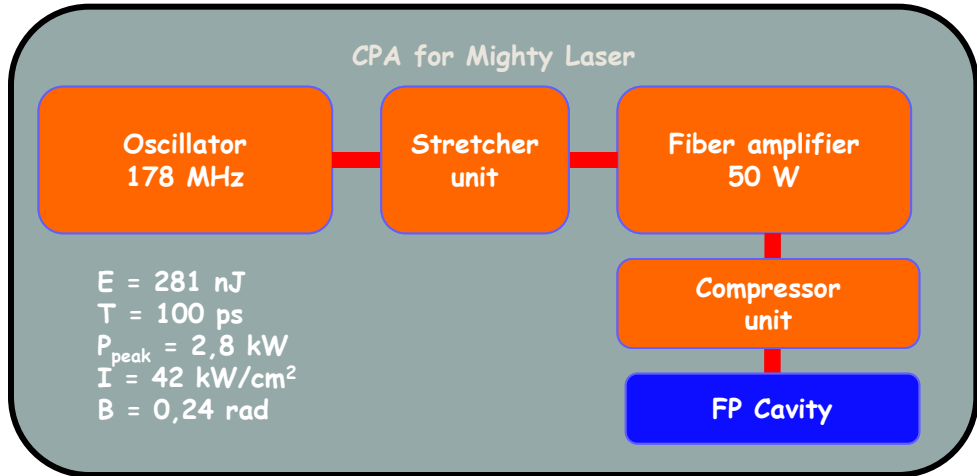 CPA for Mighty Laser
Oscillator
178 MHz
Stretcher
unit
Fiber amplifier
50 W
Compressor
unit
FP Cavity
E = 281 nJ
T = 100 ps
Ppeak = 2,8 kW
I = 42 kW/cm²
B = 0,24 rad